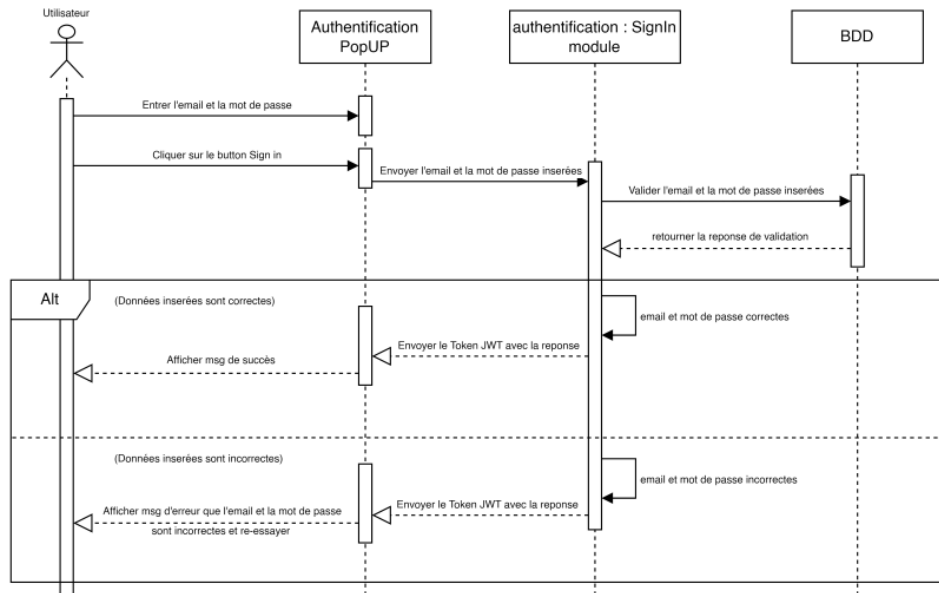 Utilisateur
Authentification
PopUP
authentification : SignIn
module
BDD
Entrer l'email et la mot de passe
Cliquer sur le button Sign in
Envoyer l'email et la mot de passe inserées
Valider l'email et la mot de passe inserées
retourner la reponse de validation
Alt
(Données inserées sont correctes)
email et mot de passe correctes
Envoyer le Token JWT avec la reponse
Afficher msg de succès
(Données inserées sont incorrectes)
email et mot de passe incorrectes
Envoyer le Token JWT avec la reponse
Afficher msg d'erreur que l'email et la mot de passe
sont incorrectes et re-essayer